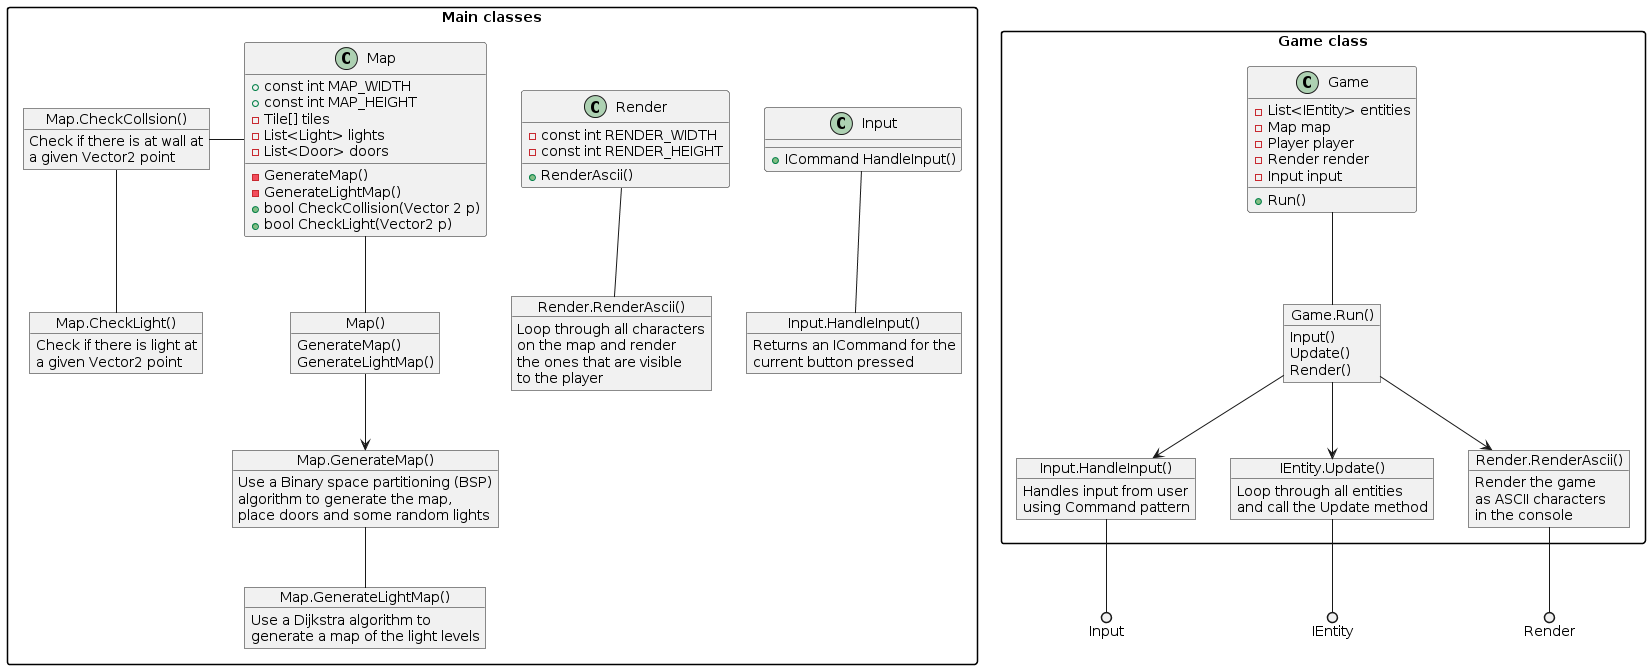 Main classes
Map.CheckCollsion()
Check if there is at wall at
a given Vector2 point
Map.CheckLight()
Check if there is light at
a given Vector2 point
C Map
const int MAP_WIDTH
const int MAP_HEIGHT
Tile[] tiles
List<Light> lights
List<Door> doors
GenerateMap()
GenerateLightMap()
bool CheckCollision(Vector 2 p)
bool CheckLight(Vector2 p)
Map()
GenerateMap()
GenerateLightMap()
Map.GenerateMap()
Use a Binary space partitioning (BSP)
algorithm to generate the map,
place doors and some random lights
Map.GenerateLightMap()
Use a Dijkstra algorithm to
generate a map of the light levels
C Render
const int RENDER_WIDTH
const int RENDER_HEIGHT
RenderAscii()
Render.RenderAscii()
Loop through all characters
on the map and render
the ones that are visible
to the player
C Input
ICommand HandleInput()
Input.HandleInput()
Returns an ICommand for the
current button pressed
Game class
C Game
List<IEntity> entities
Map map
Player player
Render render
Input input
Run()
Game.Run()
Input()
Update()
Render()
Input.HandleInput()
Handles input from user
using Command pattern
IEntity.Update()
Loop through all entities
and call the Update method
Render.RenderAscii()
Render the game
as ASCII characters
in the console
Input
IEntity
Render